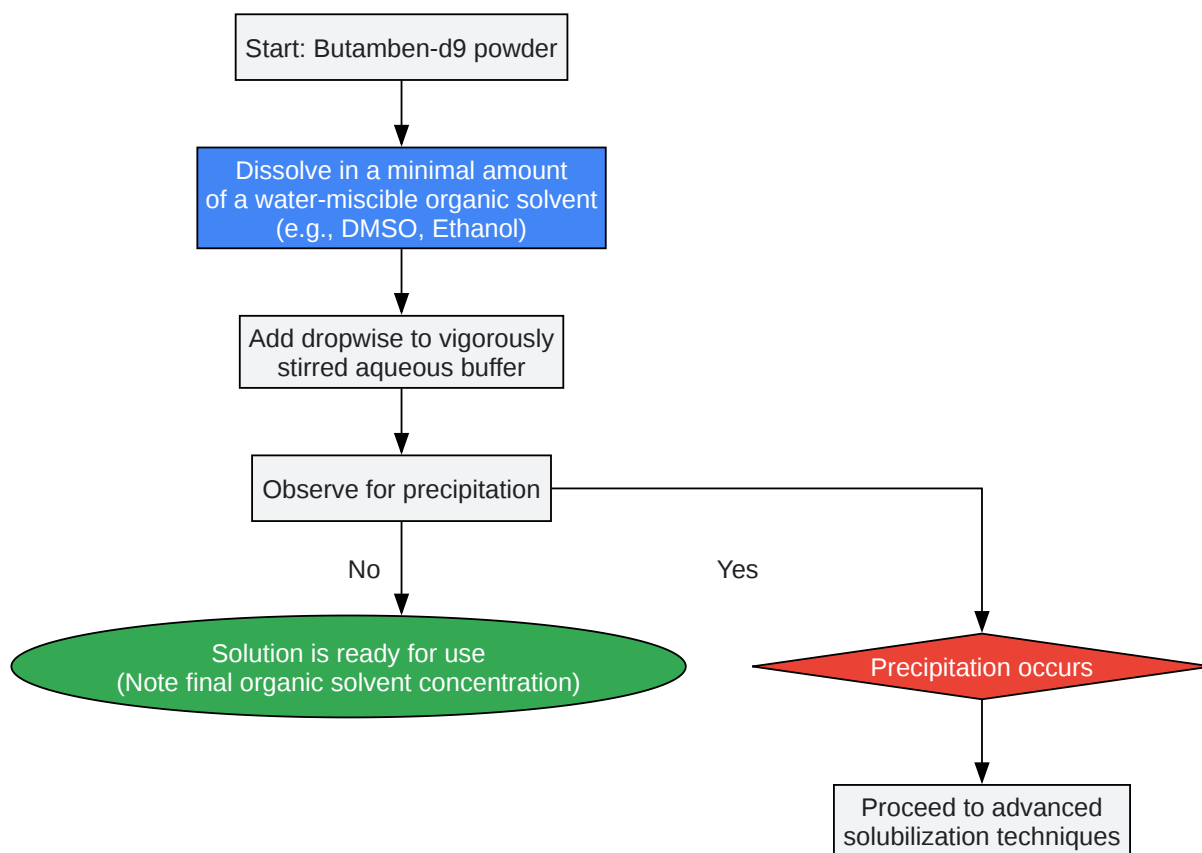 Start: Butamben-d9 powder
Dissolve in a minimal amount
of a water-miscible organic solvent
(e.g., DMSO, Ethanol)
Add dropwise to vigorously
stirred aqueous buffer
Observe for precipitation
No
Yes
Solution is ready for use
(Note final organic solvent concentration)
Precipitation occurs
Proceed to advanced
solubilization techniques